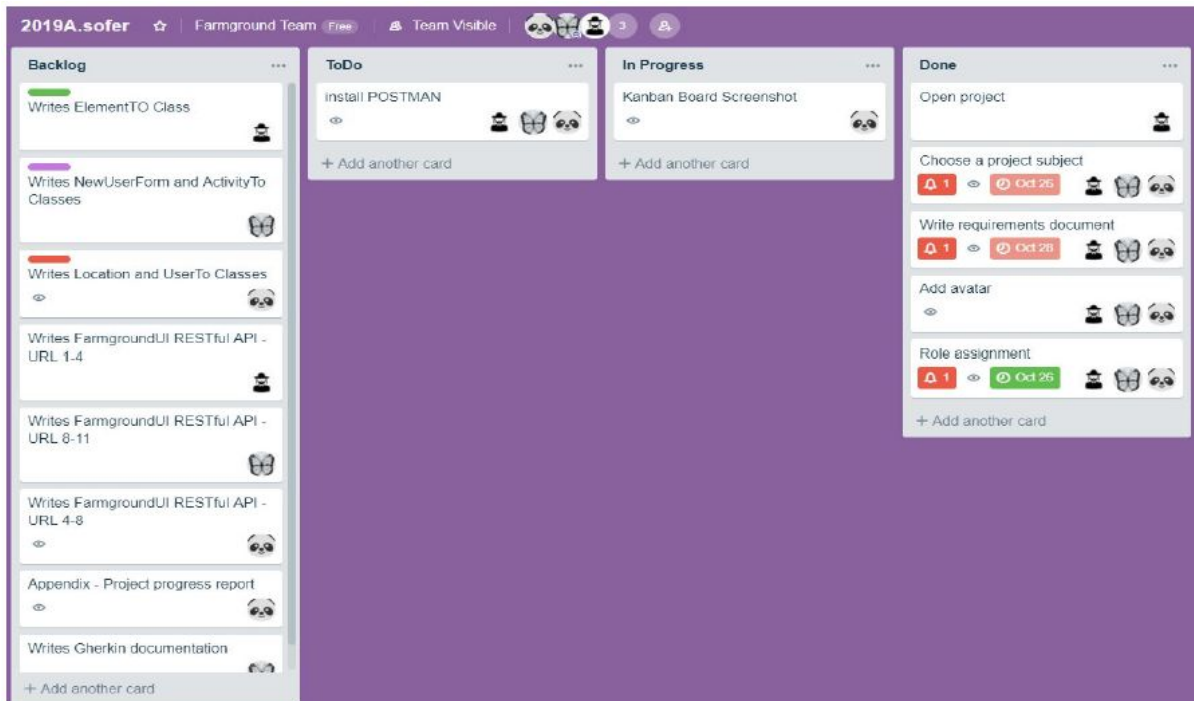 2019A.sofer
Farmground Team Free
Team Visible
3
Backlog
Writes ElementTO Class
Writes NewUserForm and ActivityTo
Classes
Writes Location and UserTo Classes
Writes FarmgroundUI RESTful API -
URL 1-4
Writes FarmgroundUI RESTful API -
URL 8-11
Writes FarmgroundUI RESTful API -
URL 4-8
Appendix - Project progress report
Writes Gherkin documentation
+ Add another card
ToDo
install POSTMAN
+ Add another card
In Progress
Kanban Board Screenshot
+ Add another card
Done
Open project
Choose a project subject
1 Oct 26
Write requirements document
1 Oct 28
Add avatar
Role assignment
1 Oct 26
+ Add another card